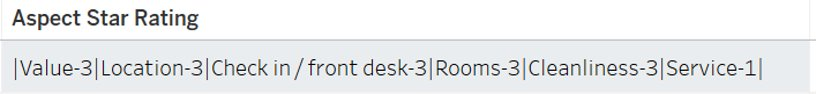 Aspect Star Rating
|Value-3|Location-3|Check in / front desk-3|Rooms-3|Cleanliness-3|Service-1|